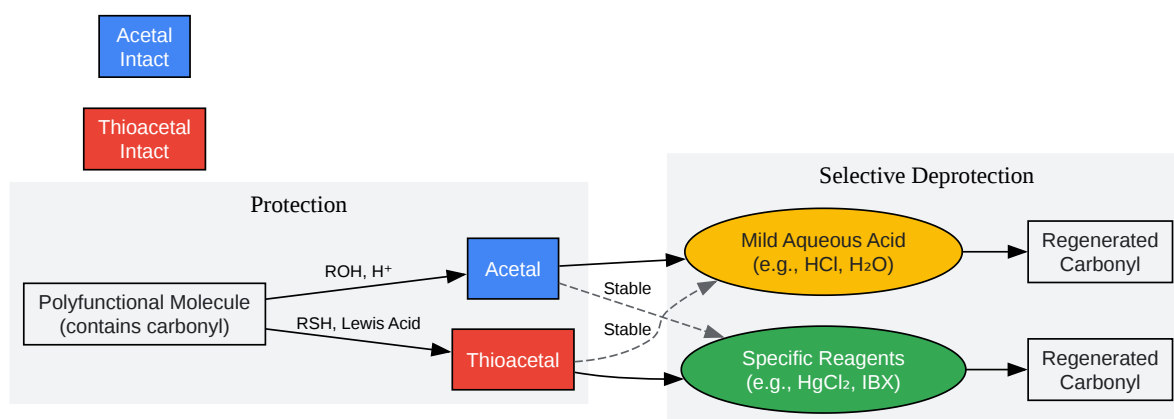 Acetal
Intact
Thioacetal
Intact
Protection
Selective Deprotection
Polyfunctional Molecule
(contains carbonyl)
ROH, H⁺
RSH, Lewis Acid
Acetal
Thioacetal
Stable
Stable
Mild Aqueous Acid
(e.g., HCl, H₂O)
Specific Reagents
(e.g., HgCl₂, IBX)
Regenerated
Carbonyl
Regenerated
Carbonyl